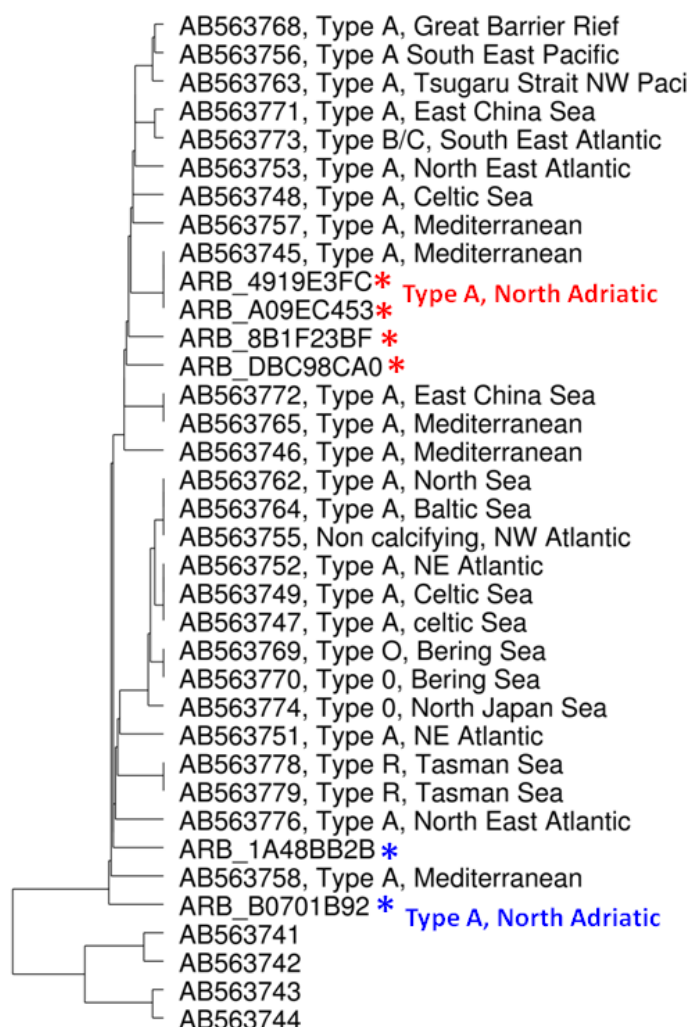 AB563768, Type A, Great Barrier Rief
AB563756, Type A South East Pacific
AB563763, Type A, Tsugaru Strait NW Paci
AB563771, Type A, East China Sea
AB563773, Type B/C, South East Atlantic
AB563753, Type A, North East Atlantic
AB563748, Type A, Celtic Sea
AB563757, Type A, Mediterranean
AB563745, Type A, Mediterranean
ARB_4919E3FC* Type A, North Adriatic
ARB_A09EC453*
ARB_8B1F23BF *
ARB_DBC98CA0 *
AB563772, Type A, East China Sea
AB563765, Type A, Mediterranean
AB563746, Type A, Mediterranean
AB563762, Type A, North Sea
AB563764, Type A, Baltic Sea
AB563755, Non calcifying, NW Atlantic
AB563752, Type A, NE Atlantic
AB563749, Type A, Celtic Sea
AB563747, Type A, celtic Sea
AB563769, Type O, Bering Sea
AB563770, Type 0, Bering Sea
AB563774, Type 0, North Japan Sea
AB563751, Type A, NE Atlantic
AB563778, Type R, Tasman Sea
AB563779, Type R, Tasman Sea
AB563776, Type A, North East Atlantic
ARB_1A48BB2B *
AB563758, Type A, Mediterranean
ARB_B0701B92 * Type A, North Adriatic
AB563741
AB563742
AB563743
AB563744